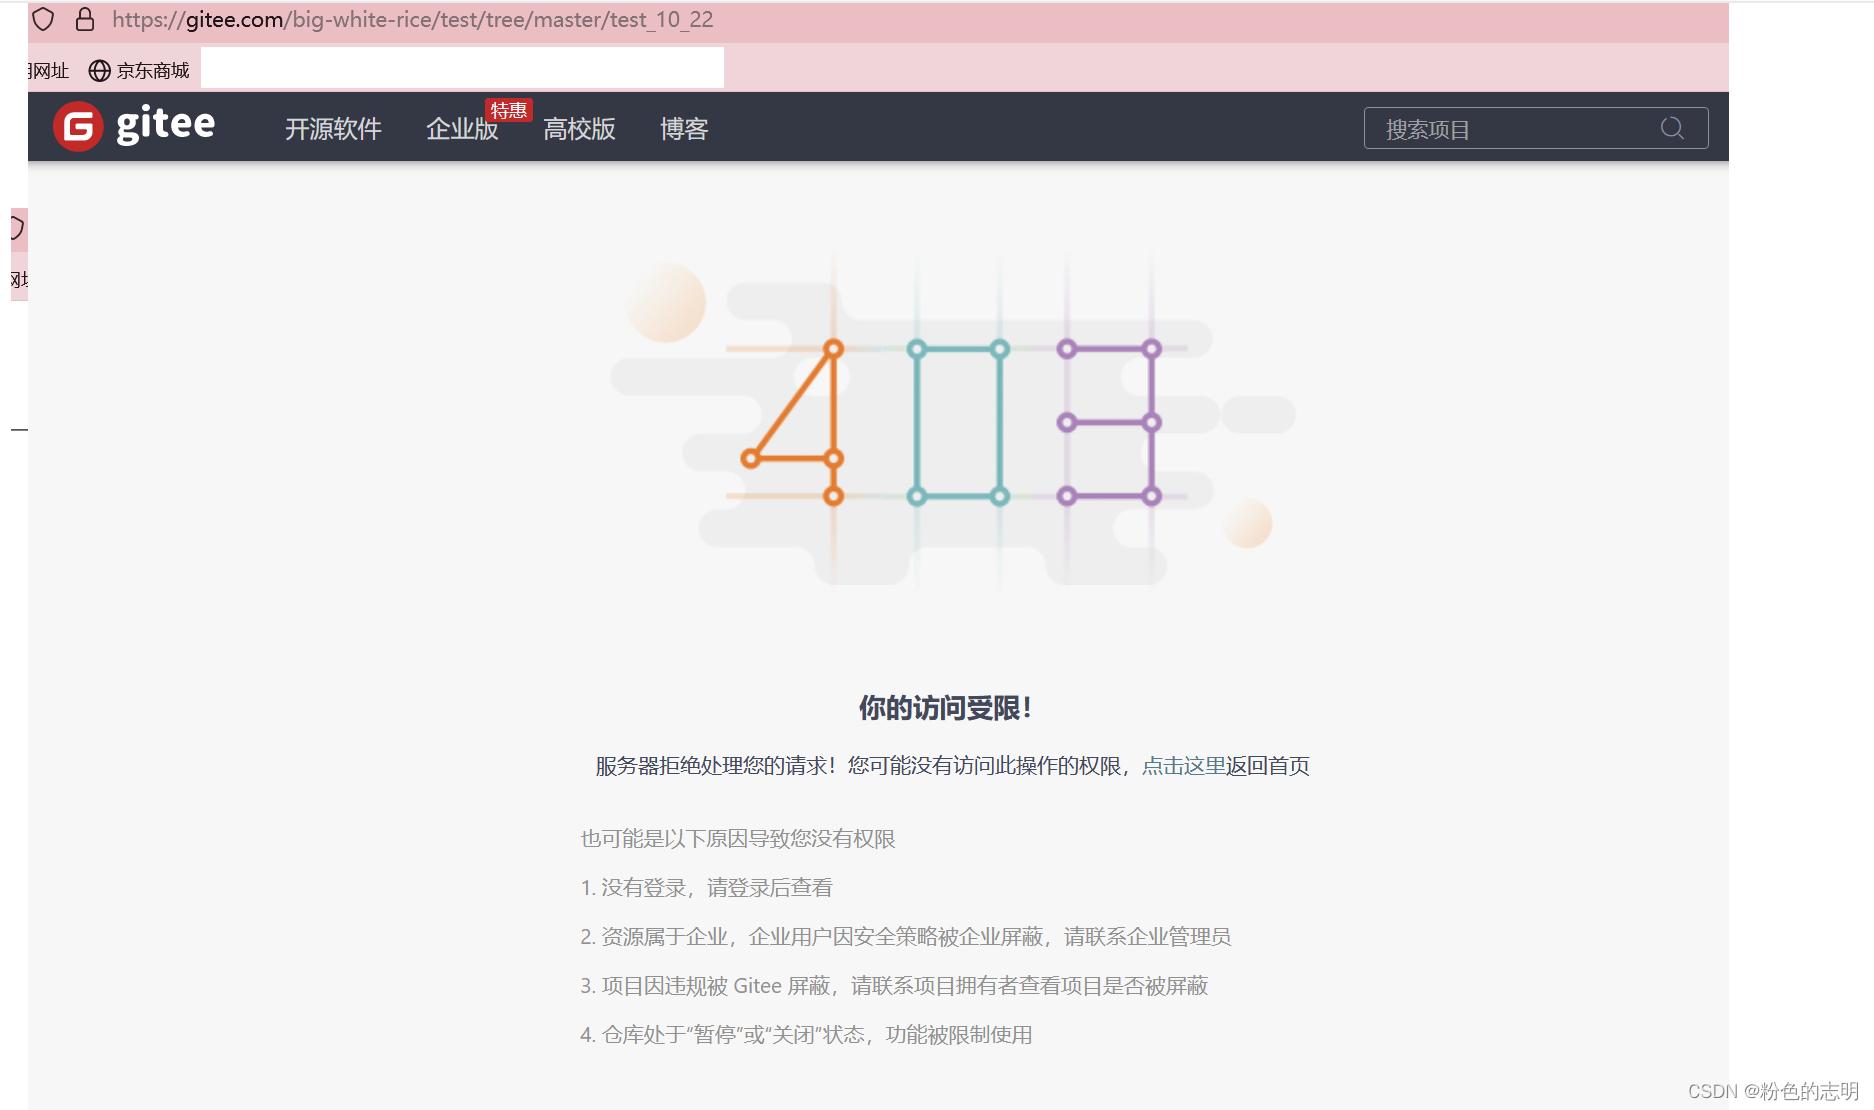 https://gitee.com/big-white-rice/test/tree/master/test_10_22
网址 京东商城
gitee 开源软件 企业版 特惠 高校版 博客 搜索项目
403
你的访问受限！
服务器拒绝处理您的请求！您可能没有访问此操作的权限，点击这里返回首页
也可能是以下原因导致您没有权限
1. 没有登录，请登录后查看
2. 资源属于企业，企业用户因安全策略被企业屏蔽，请联系企业管理员
3. 项目因违规被 Gitee 屏蔽，请联系项目拥有者查看项目是否被屏蔽
4. 仓库处于“暂停”或“关闭”状态，功能被限制使用
CSDN @粉色的志明